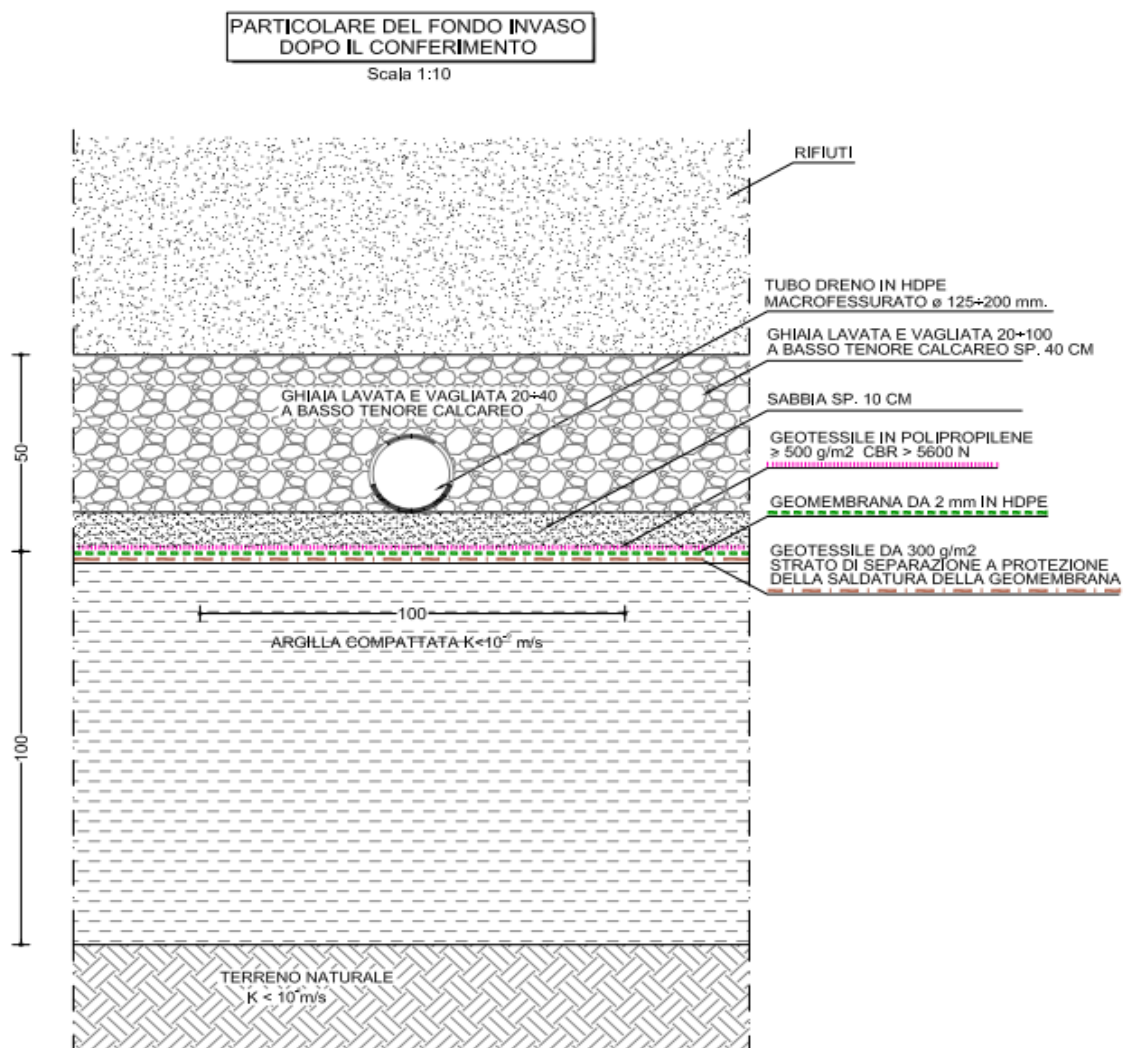 PARTICOLARE DEL FONDO INVASO
DOPO IL CONFERIMENTO
Scala 1:10
RIFIUTI
TUBO DRENO IN HDPE
MACROFESSURATO ø 125÷200 mm.
GHIAIA LAVATA E VAGLIATA 20÷100
A BASSO TENORE CALCAREO SP. 40 CM
GHIAIA LAVATA E VAGLIATA 20÷40
A BASSO TENORE CALCAREO
SABBIA SP. 10 CM
50
GEOTESSILE IN POLIPROPILENE
≥ 500 g/m2 CBR > 5600 N
GEOMEMBRANA DA 2 mm IN HDPE
GEOTESSILE DA 300 g/m2
STRATO DI SEPARAZIONE A PROTEZIONE
DELLA SALDATURA DELLA GEOMEMBRANA
100
ARGILLA COMPATTATA m/s
100
TERRENO NATURALE
m/s